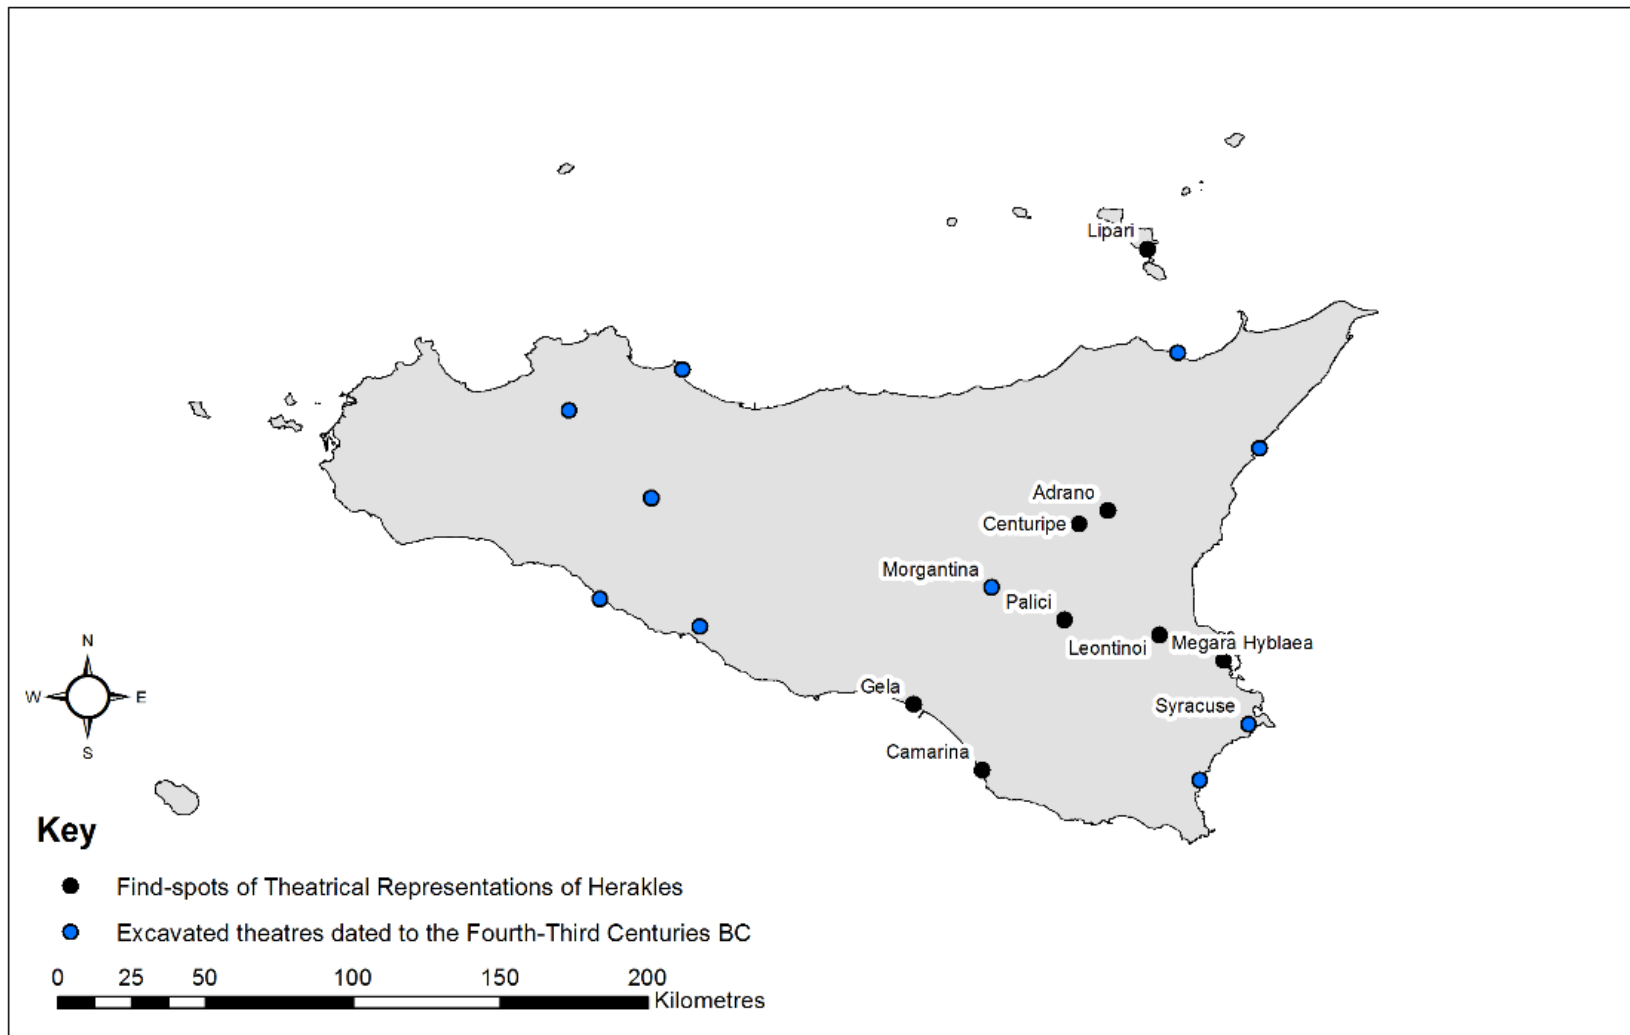 Lipari
Adrano
Centuripe
Morgantina
Palici
Leontinoi
Megara Hyblaea
Gela
Syracuse
Camarina
N
W
E
S
Key
Find-spots of Theatrical Representations of Herakles
Excavated theatres dated to the Fourth-Third Centuries BC
0 25 50 100 150 200
Kilometres